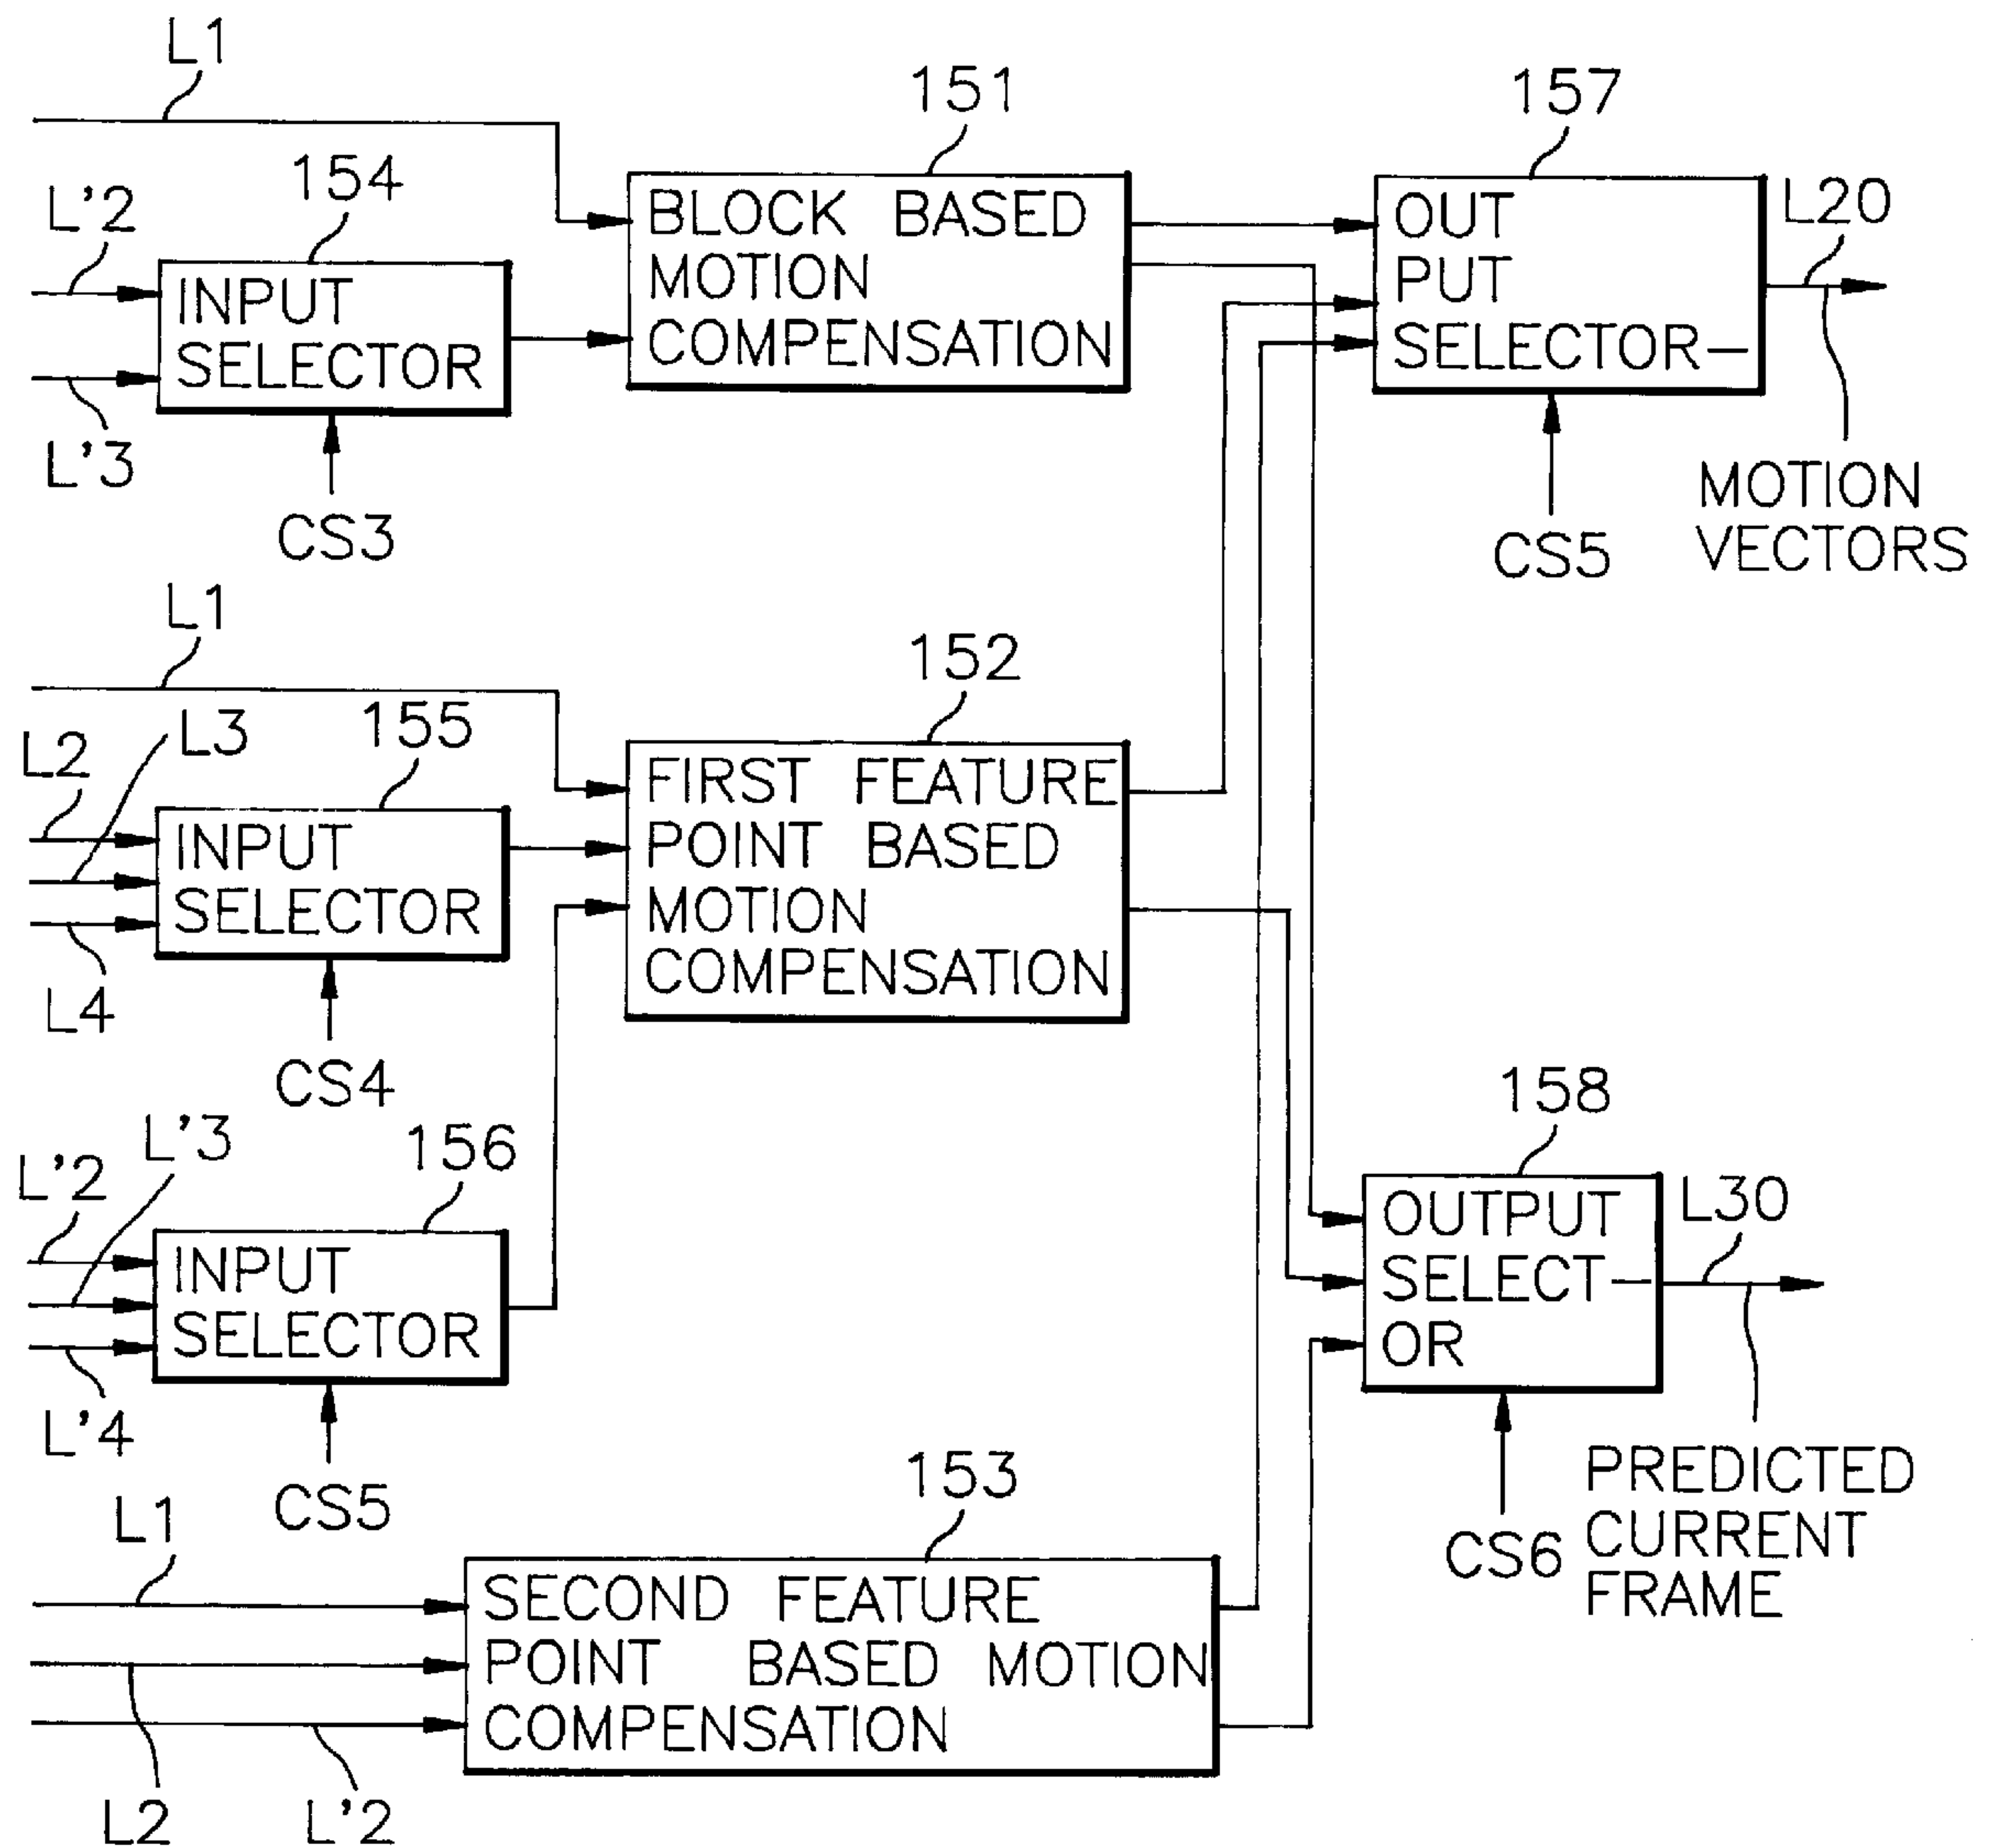 L1
151
157
154
L'2
L20
BLOCK BASED
MOTION
COMPENSATION
OUT
PUT
SELECTOR—
INPUT
SELECTOR
L'3
CS3
MOTION
VECTORS
CS5
L1
152
155
L3
L2
FIRST FEATURE
POINT BASED
MOTION
COMPENSATION
INPUT
SELECTOR
L4
CS4
158
L'3
156
L'2
L30
OUTPUT
SELECT—
OR
INPUT
SELECTOR
L'4
CS5
153
PREDICTED
CURRENT
FRAME
CS6
L1
SECOND FEATURE
POINT BASED MOTION
COMPENSATION
L2
L'2